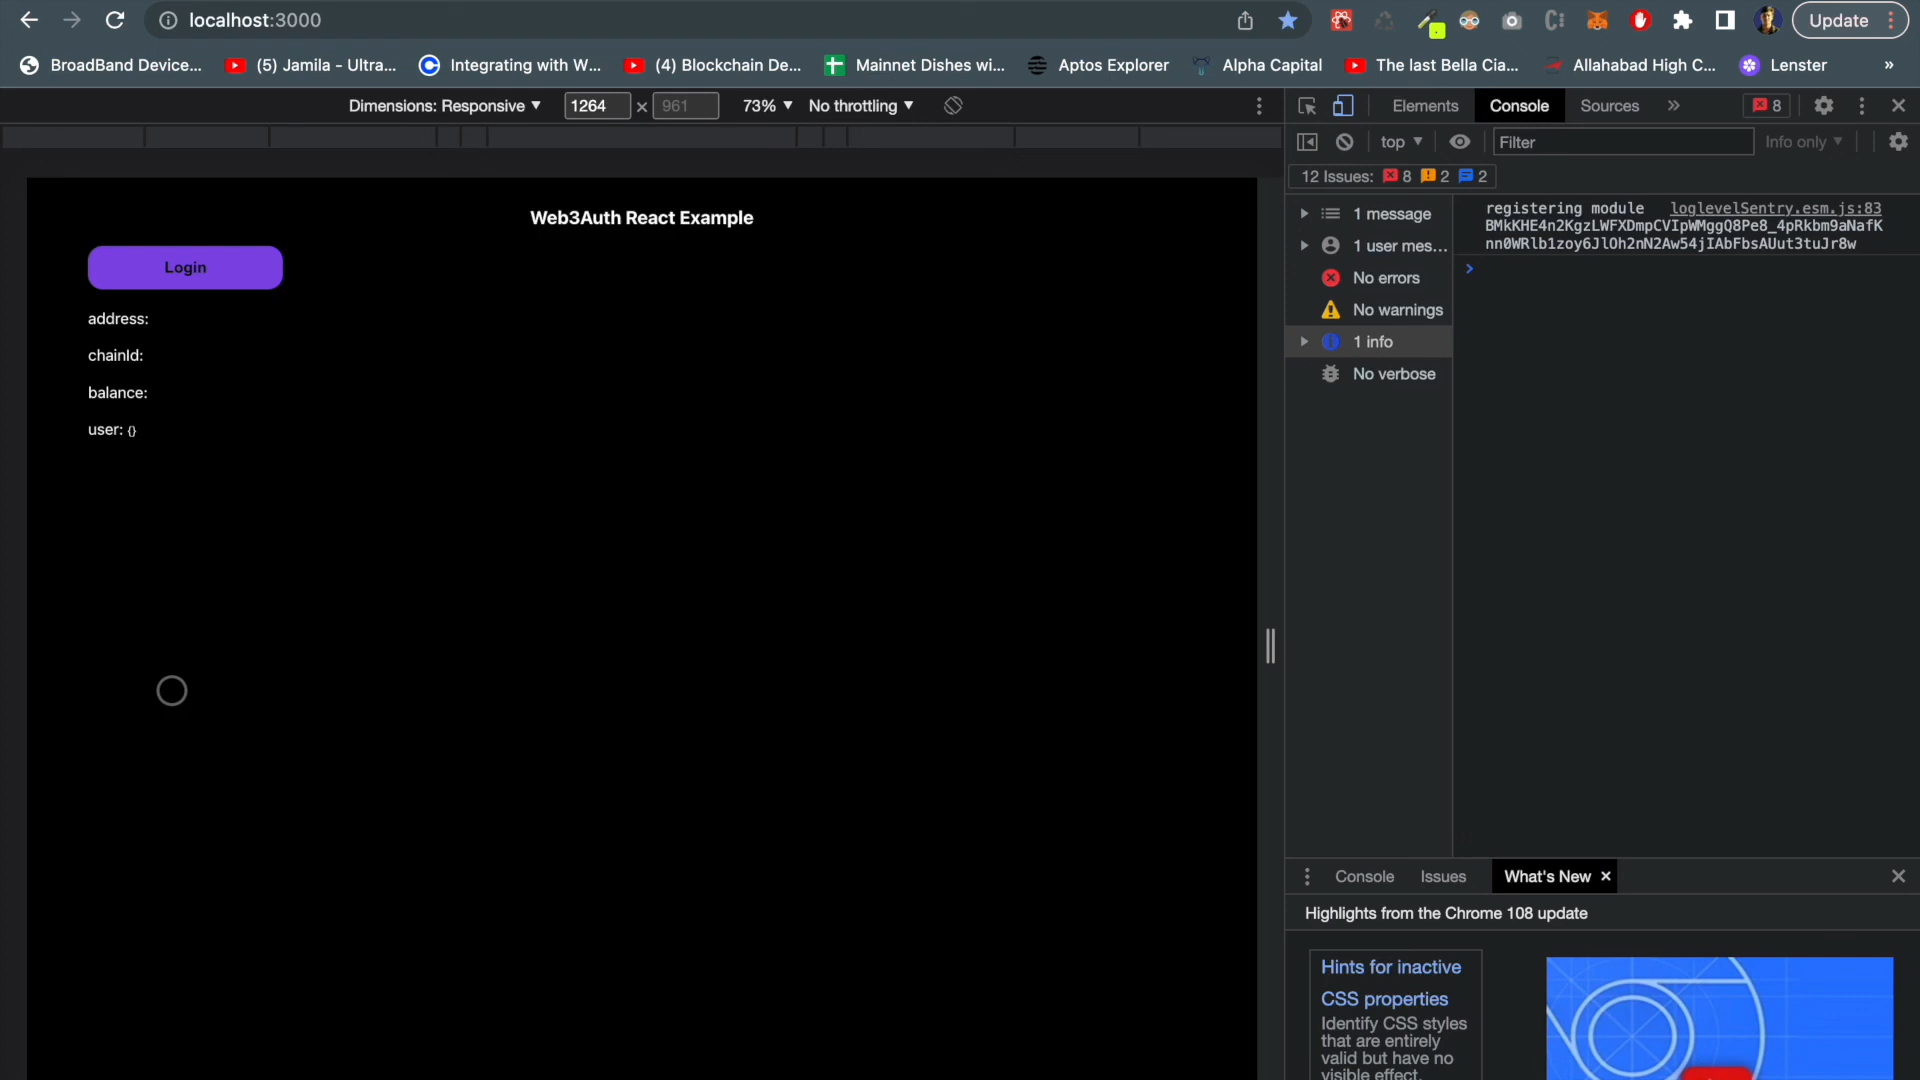 localhost:3000
Update
BroadBand Device...
(5) Jamila - Ultra...
Integrating with W...
(4) Blockchain De...
Mainnet Dishes wi...
Aptos Explorer
Alpha Capital
The last Bella Cia...
Allahabad High C...
Lenster
»
Dimensions: Responsive
1264 × 961
73%
No throttling
Elements
Console
Sources
»
8
top
Filter
Info only
12 Issues: 8 2 2
Web3Auth React Example
Login
address:
chainId:
balance:
user: {}
1 message
1 user mes...
No errors
No warnings
1 info
No verbose
registering module loglevelSentry.esm.js:83
BMkKHE4n2KgzLWFXDmpCVIpWMggQ8Pe8_4pRkbm9aNafK
nn0WRlb1zoy6JlOh2nN2Aw54jIAbFbsAUut3tuJr8w
Console
Issues
What's New
Highlights from the Chrome 108 update
Hints for inactive
CSS properties
Identify CSS styles
that are entirely
valid but have no
visible effect.